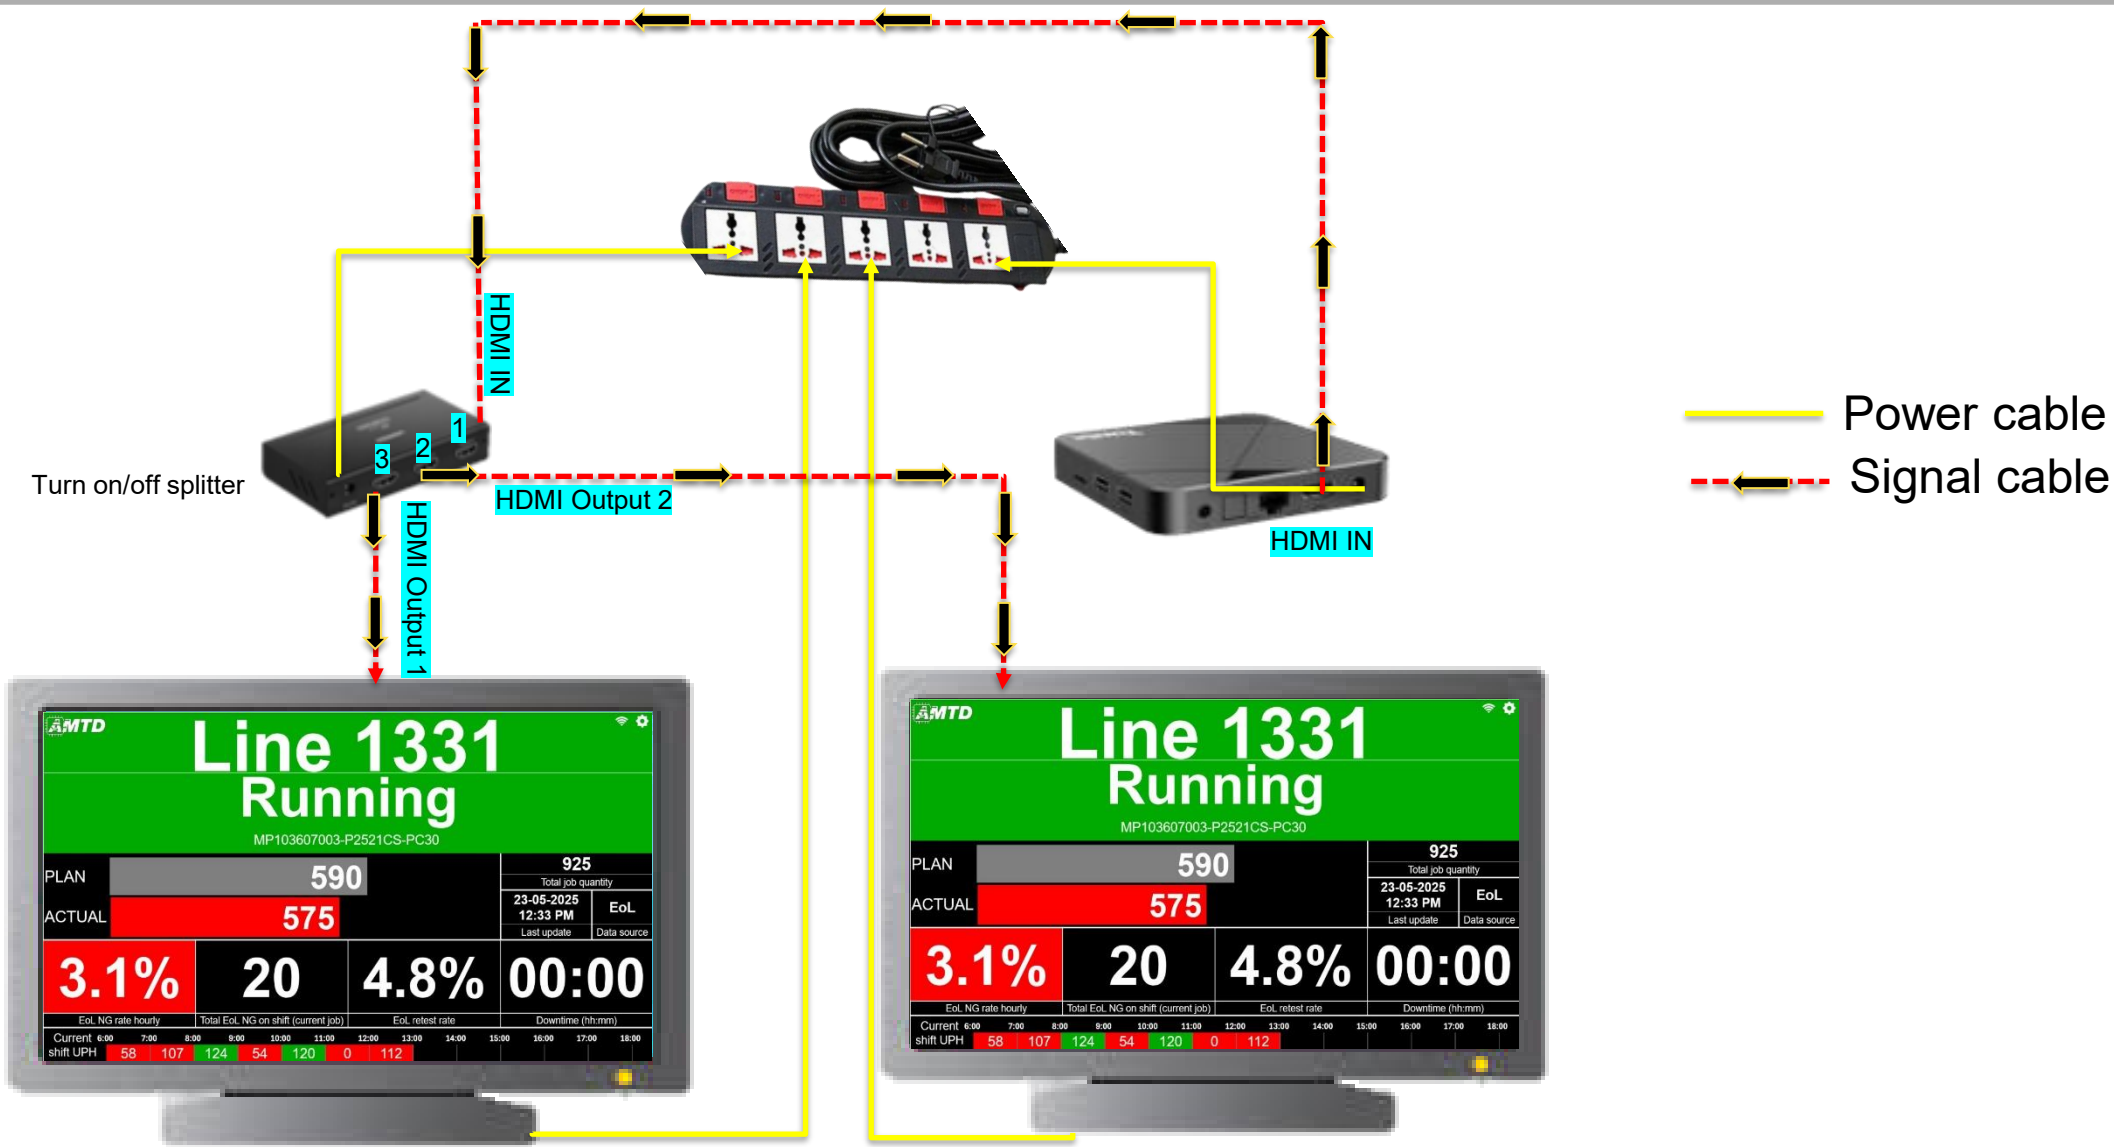 HDMI IN
1
2
3
Turn on/off splitter
HDMI Output 2
HDMI Output 1
HDMI IN
Power cable
Signal cable
AMTD
Line 1331
Running
MP103607003-P2521CS-PC30
PLAN
590
925
Total job quantity
ACTUAL
575
23-05-2025
12:33 PM
Last update
EoL
Data source
3.1%
20
4.8%
00:00
EoL NG rate hourly
Total EoL NG on shift (current job)
EoL retest rate
Downtime (hh:mm)
Current 6:00 7:00 8:00 9:00 10:00 11:00 12:00 13:00 14:00 15:00 16:00 17:00 18:00
shift UPH 58 107 124 54 120 0 112
AMTD
Line 1331
Running
MP103607003-P2521CS-PC30
PLAN
590
925
Total job quantity
ACTUAL
575
23-05-2025
12:33 PM
Last update
EoL
Data source
3.1%
20
4.8%
00:00
EoL NG rate hourly
Total EoL NG on shift (current job)
EoL retest rate
Downtime (hh:mm)
Current 6:00 7:00 8:00 9:00 10:00 11:00 12:00 13:00 14:00 15:00 16:00 17:00 18:00
shift UPH 58 107 124 54 120 0 112